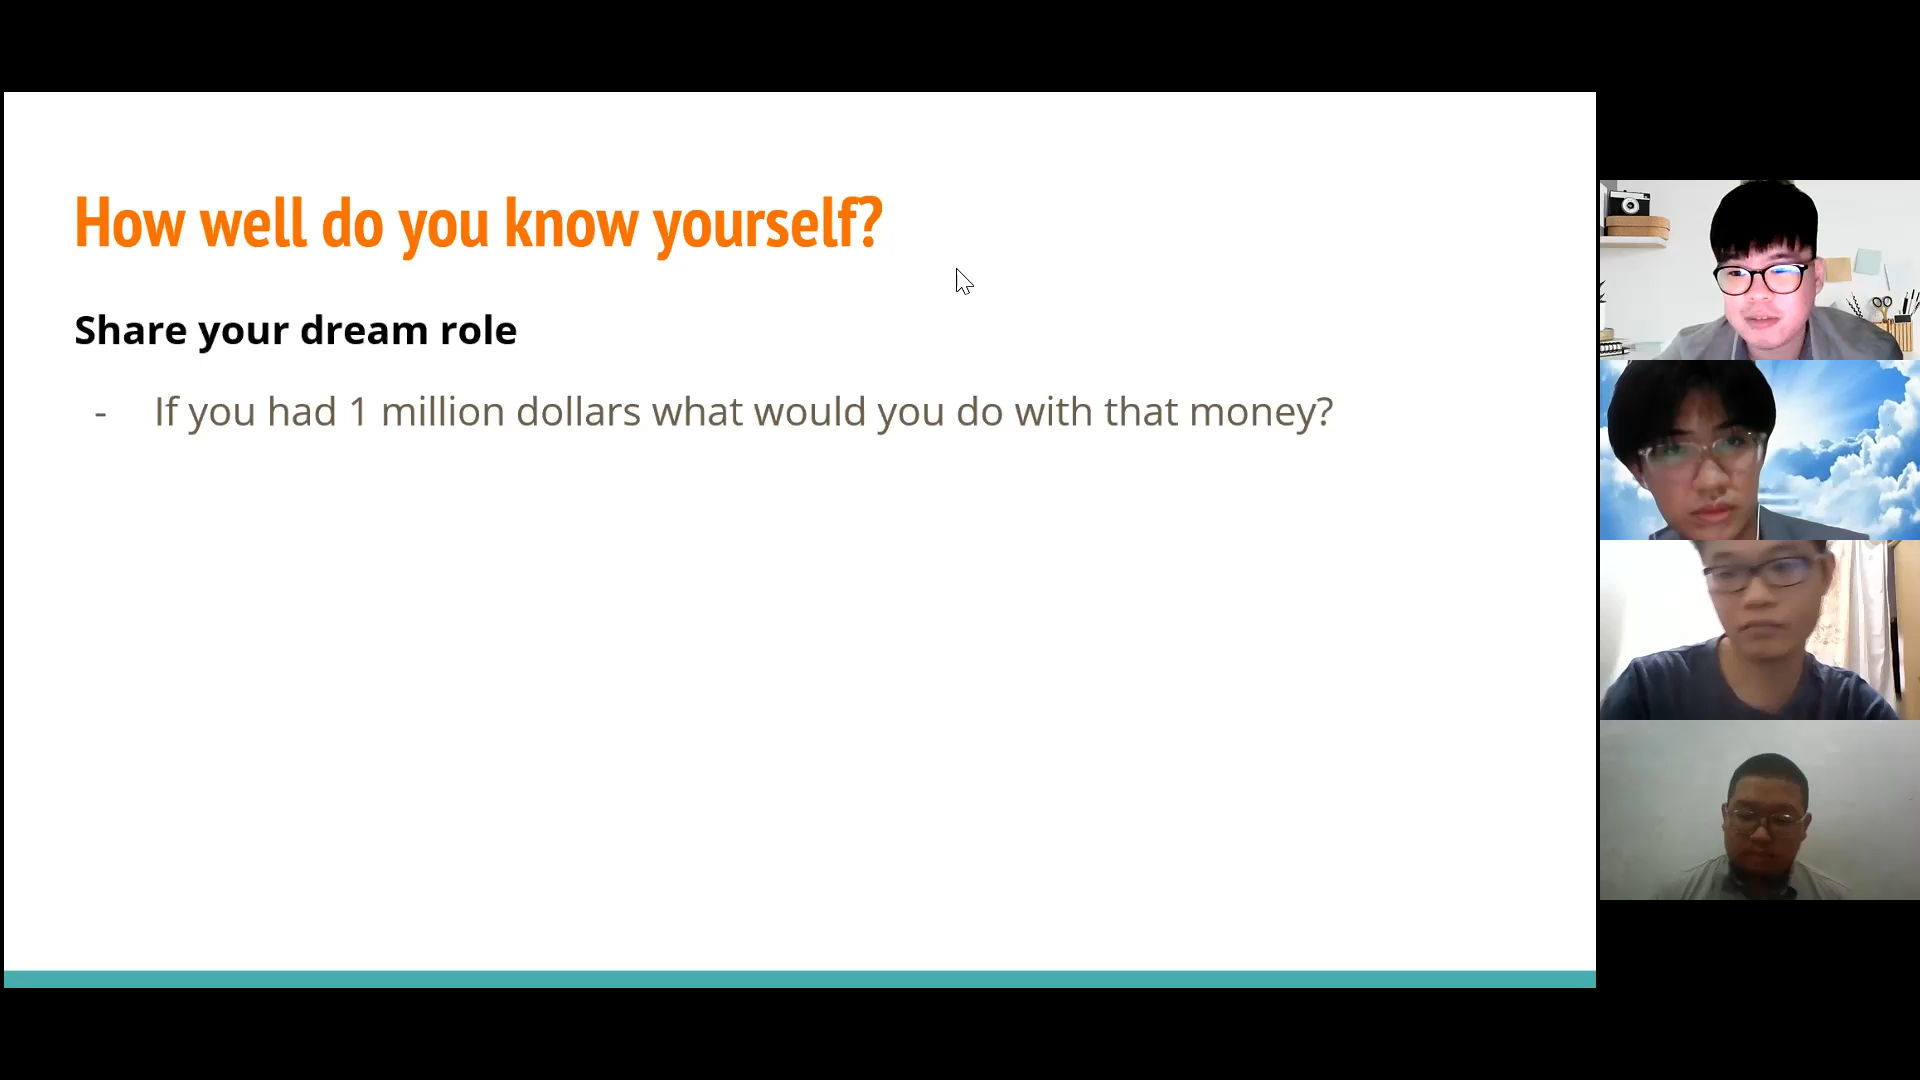 How well do you know yourself?
Share your dream role
- If you had 1 million dollars what would you do with that money?